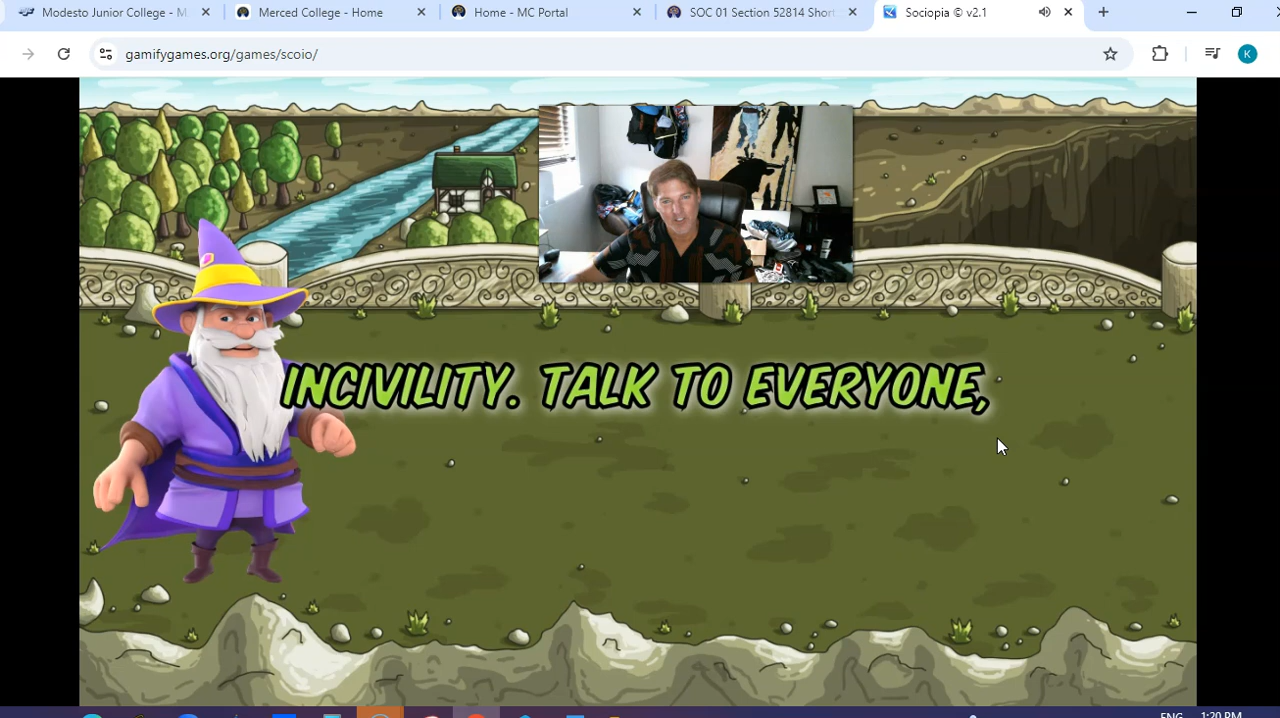 Modesto Junior College - M
Merced College - Home
Home - MC Portal
SOC 01 Section 52814 Short
Sociopia © v2.1
gamifygames.org/games/scoio/
K
INCIVILITY. TALK TO EVERYONE,
ENG
1:20 PM